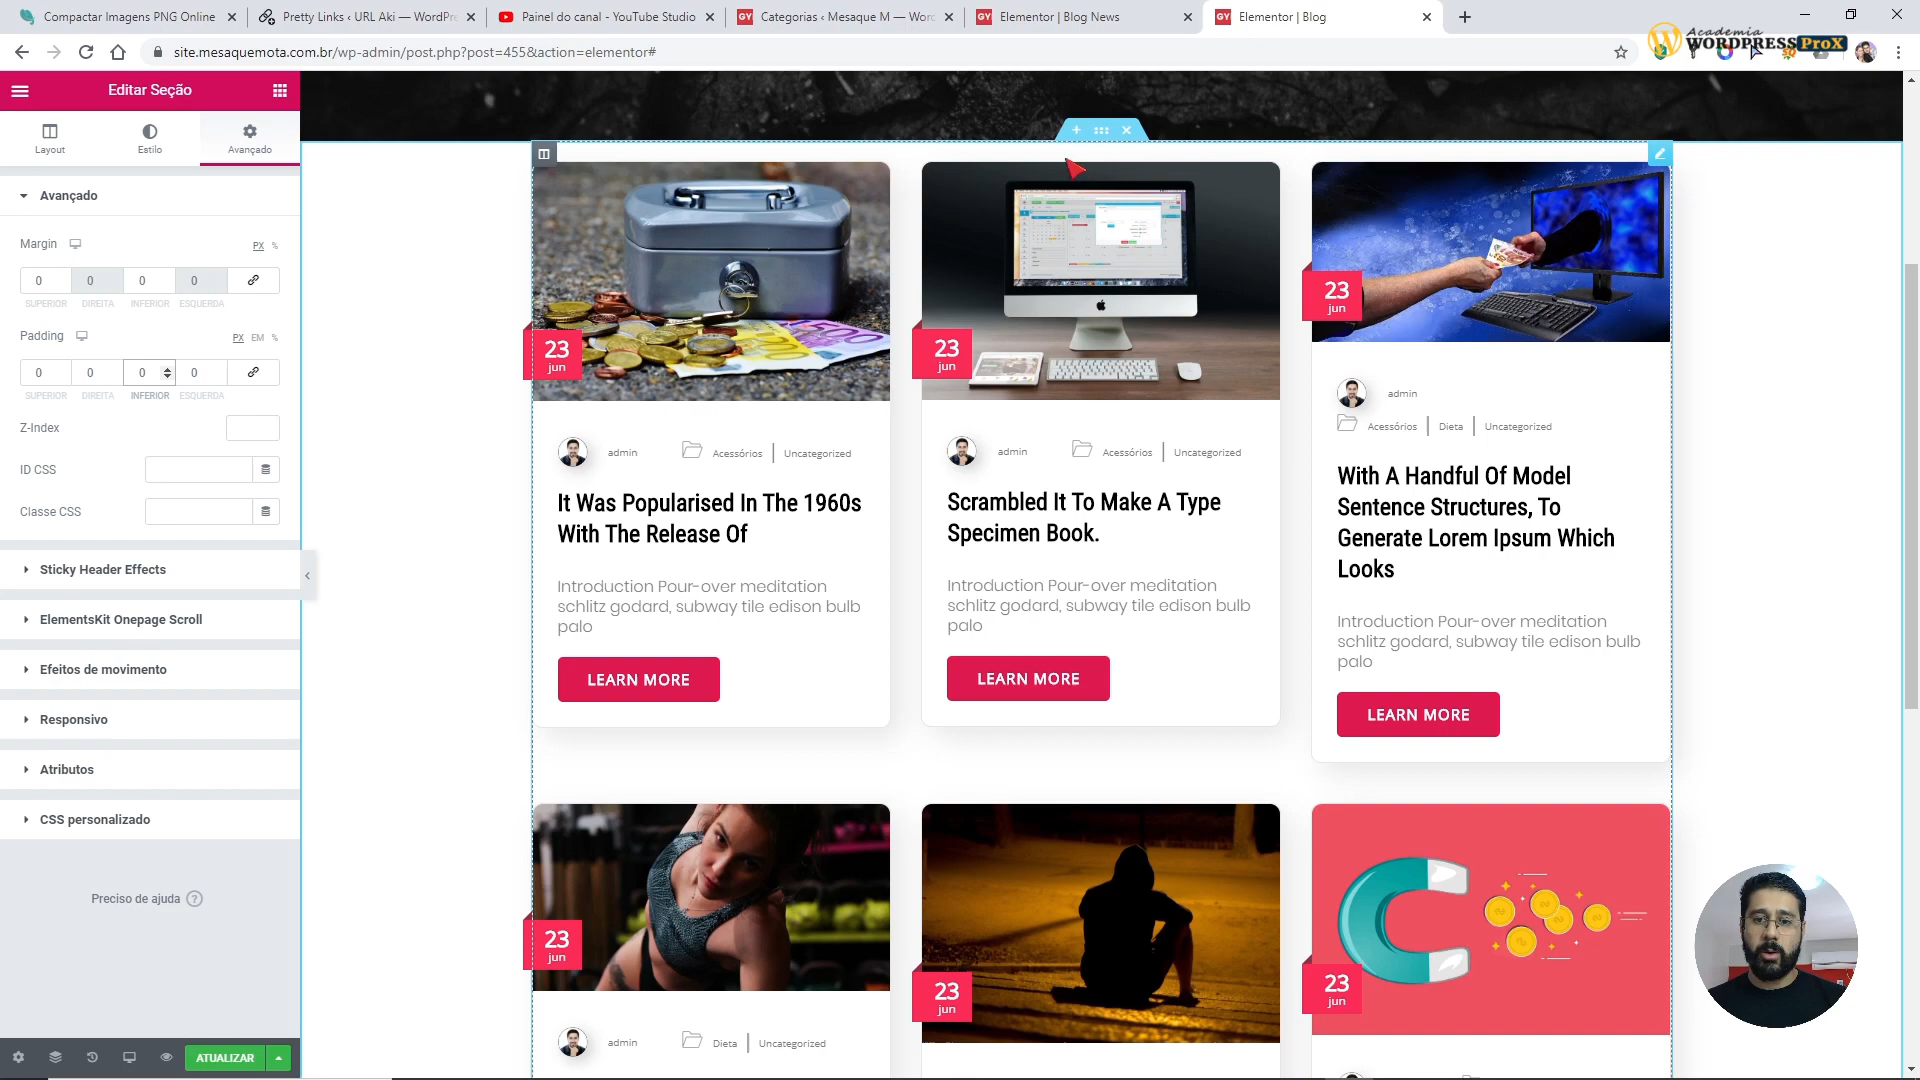 Compactar Imagens PNG Online
Pretty Links ‹ URL Aki — WordPre
Painel do canal - YouTube Studio
GY Categorias ‹ Mesaque M — Word
GY Elementor | Blog News
GY Elementor | Blog
site.mesaquemota.com.br/wp-admin/post.php?post=455&action=elementor#
Academia
WORDPRESS ProX
Editar Seção
Layout
Estilo
Avançado
Avançado
Margin
PX %
0 0 0 0
SUPERIOR DIREITA INFERIOR ESQUERDA
Padding
PX EM %
0 0 0 0
SUPERIOR DIREITA INFERIOR ESQUERDA
Z-Index
ID CSS
Classe CSS
Sticky Header Effects
ElementsKit Onepage Scroll
Efeitos de movimento
Responsivo
Atributos
CSS personalizado
Preciso de ajuda ?
ATUALIZAR
23
jun
admin
Acessórios | Uncategorized
It Was Popularised In The 1960s
With The Release Of
Introduction Pour-over meditation
schlitz godard, subway tile edison bulb
palo
LEARN MORE
23
jun
admin
Acessórios | Uncategorized
Scrambled It To Make A Type
Specimen Book.
Introduction Pour-over meditation
schlitz godard, subway tile edison bulb
palo
LEARN MORE
23
jun
admin
Acessórios | Dieta | Uncategorized
With A Handful Of Model
Sentence Structures, To
Generate Lorem Ipsum Which
Looks
Introduction Pour-over meditation
schlitz godard, subway tile edison bulb
palo
LEARN MORE
23
jun
admin
Dieta | Uncategorized
23
jun
23
jun